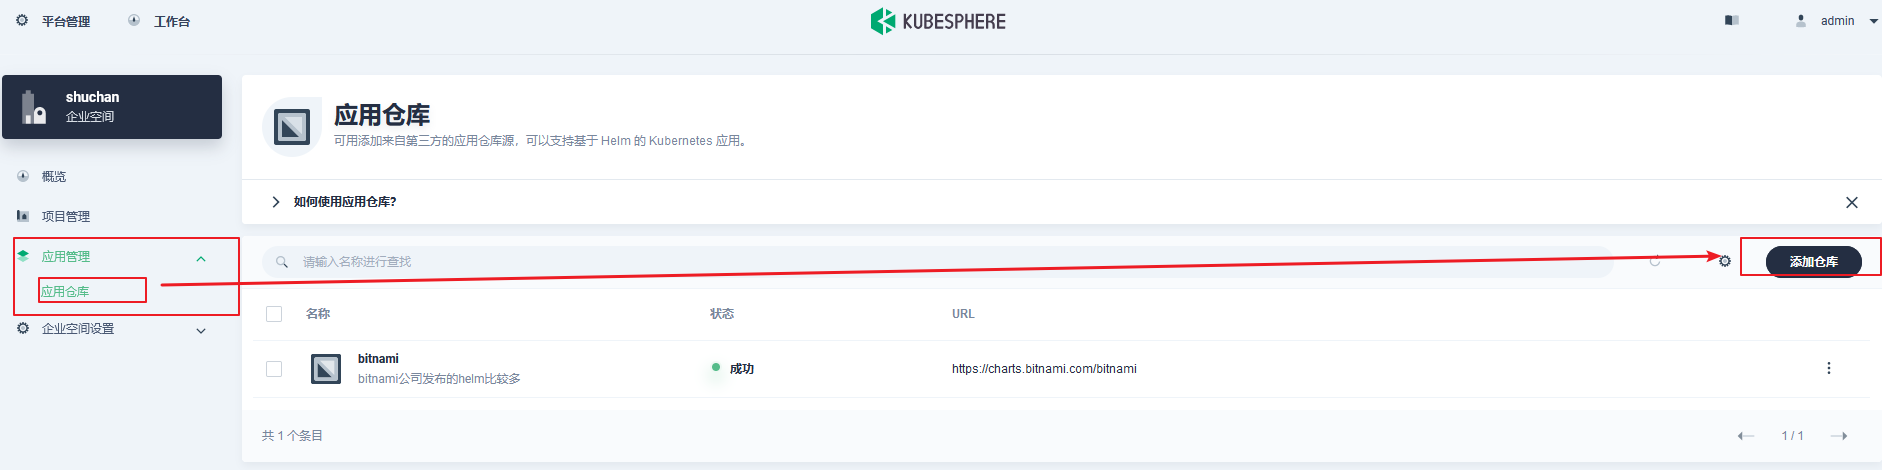 平台管理
工作台
KUBESPHERE
admin
shuchan
企业空间
概览
项目管理
应用管理
应用仓库
企业空间设置
应用仓库
可用添加来自第三方的应用仓库源，可以支持基于 Helm 的 Kubernetes 应用。
如何使用应用仓库?
请输入名称进行查找
添加仓库
名称 状态 URL
bitnami
bitnami公司发布的helm比较多
成功
https://charts.bitnami.com/bitnami
共 1 个条目
1 / 1